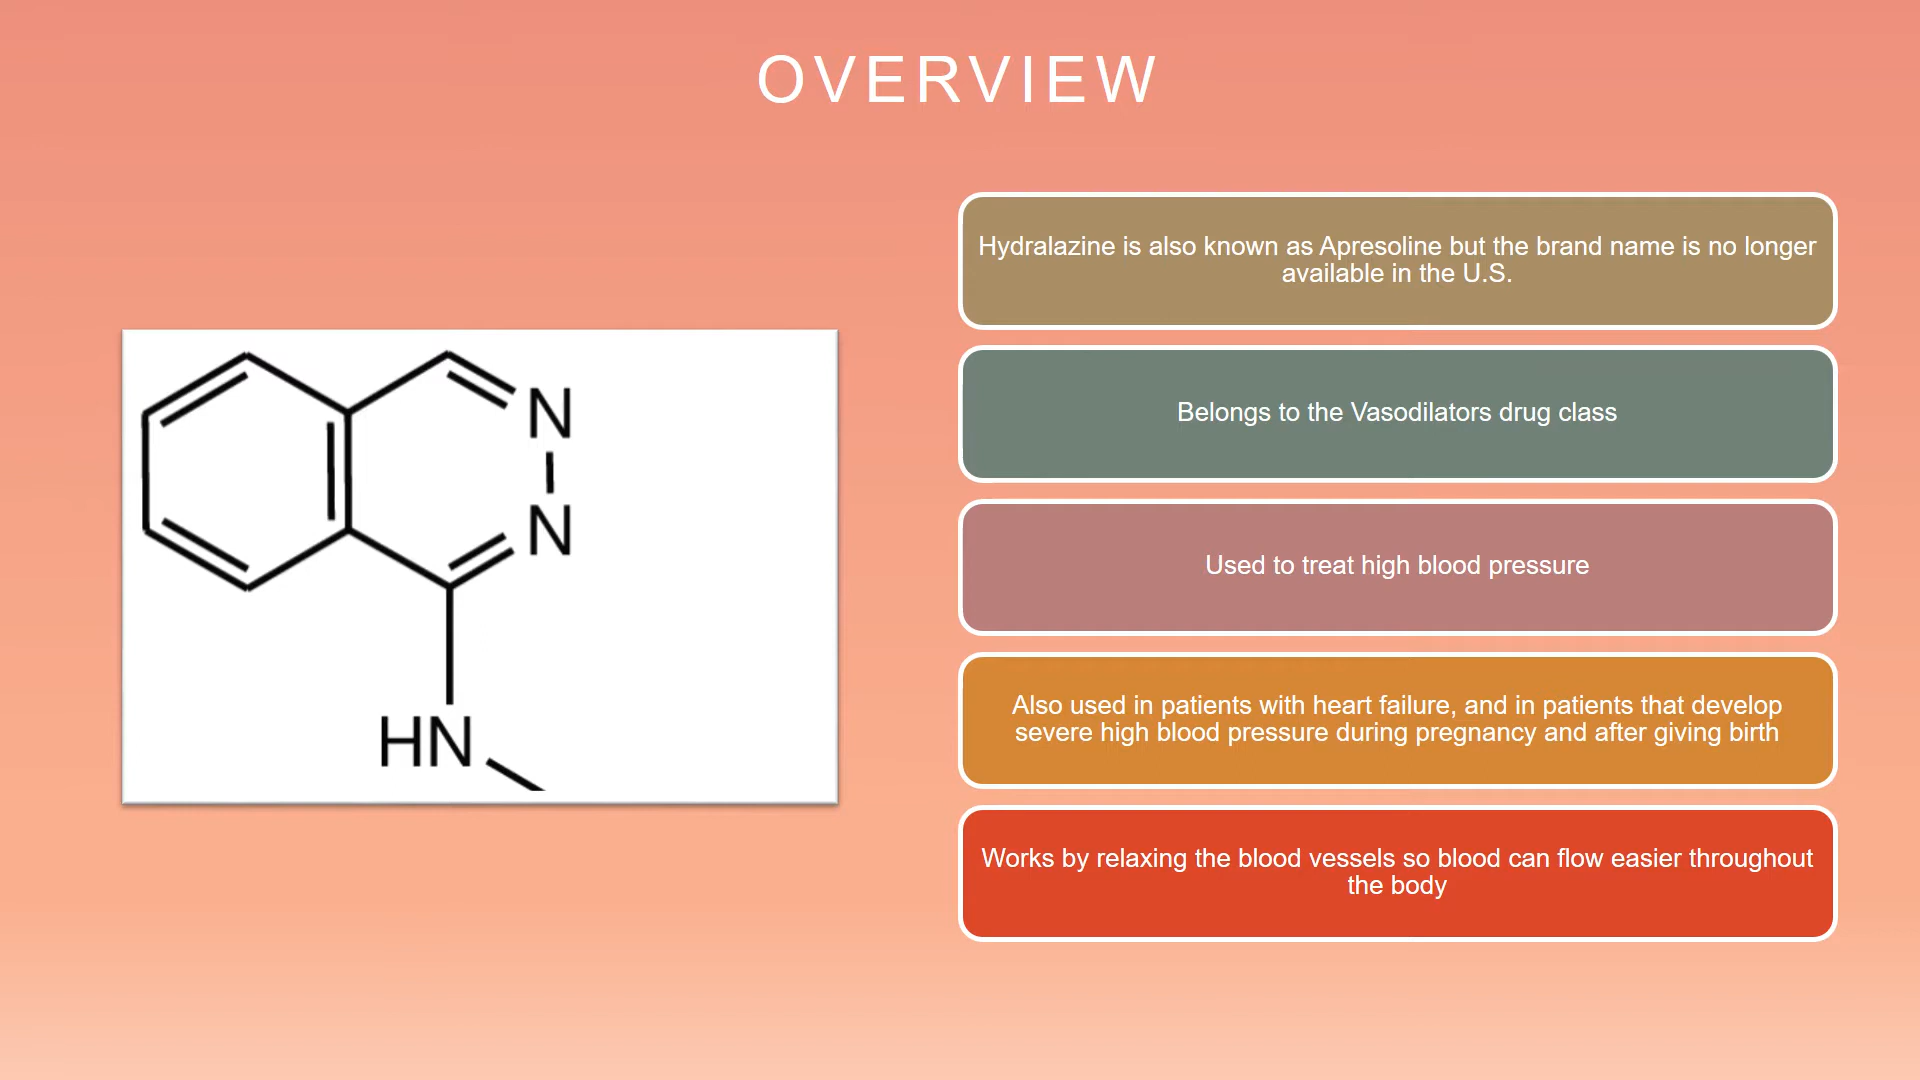 OVERVIEW
N
N
HN
Hydralazine is also known as Apresoline but the brand name is no longer
available in the U.S.
Belongs to the Vasodilators drug class
Used to treat high blood pressure
Also used in patients with heart failure, and in patients that develop
severe high blood pressure during pregnancy and after giving birth
Works by relaxing the blood vessels so blood can flow easier throughout
the body